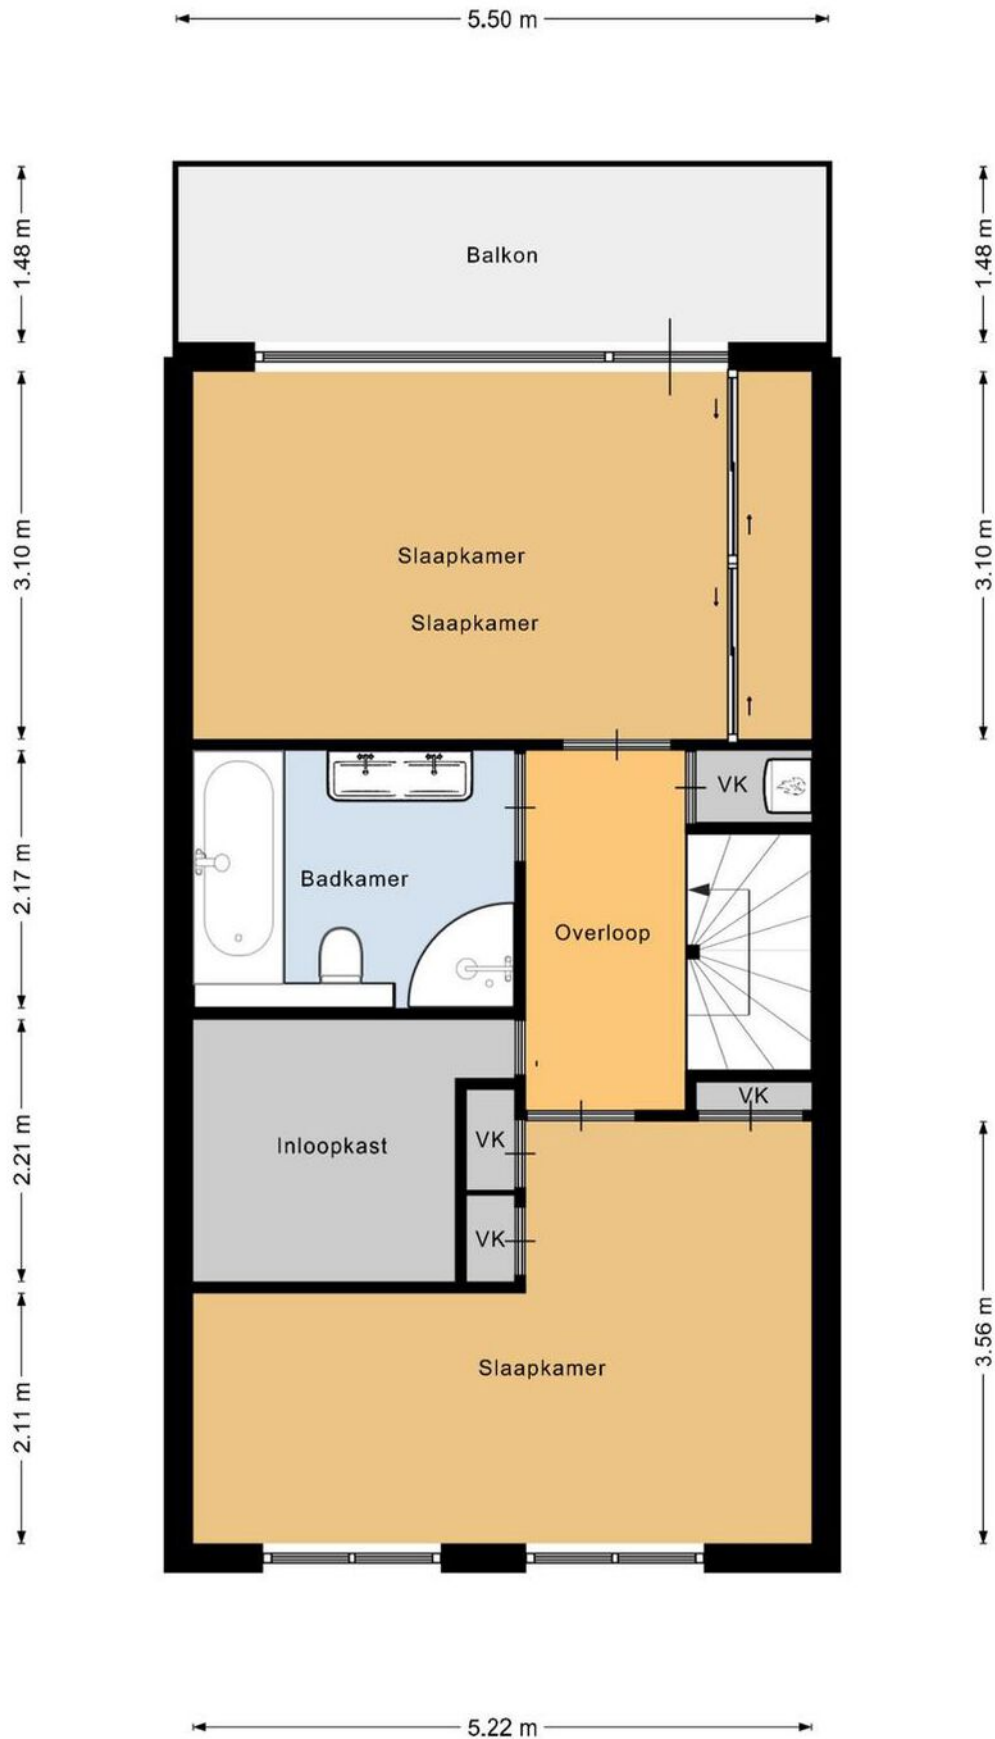 5.50 m
1.48 m
1.48 m
Balkon
3.10 m
3.10 m
Slaapkamer
Slaapkamer
VK
2.17 m
Badkamer
Overloop
VK
2.21 m
Inloopkast
VK
VK
3.56 m
Slaapkamer
2.11 m
5.22 m